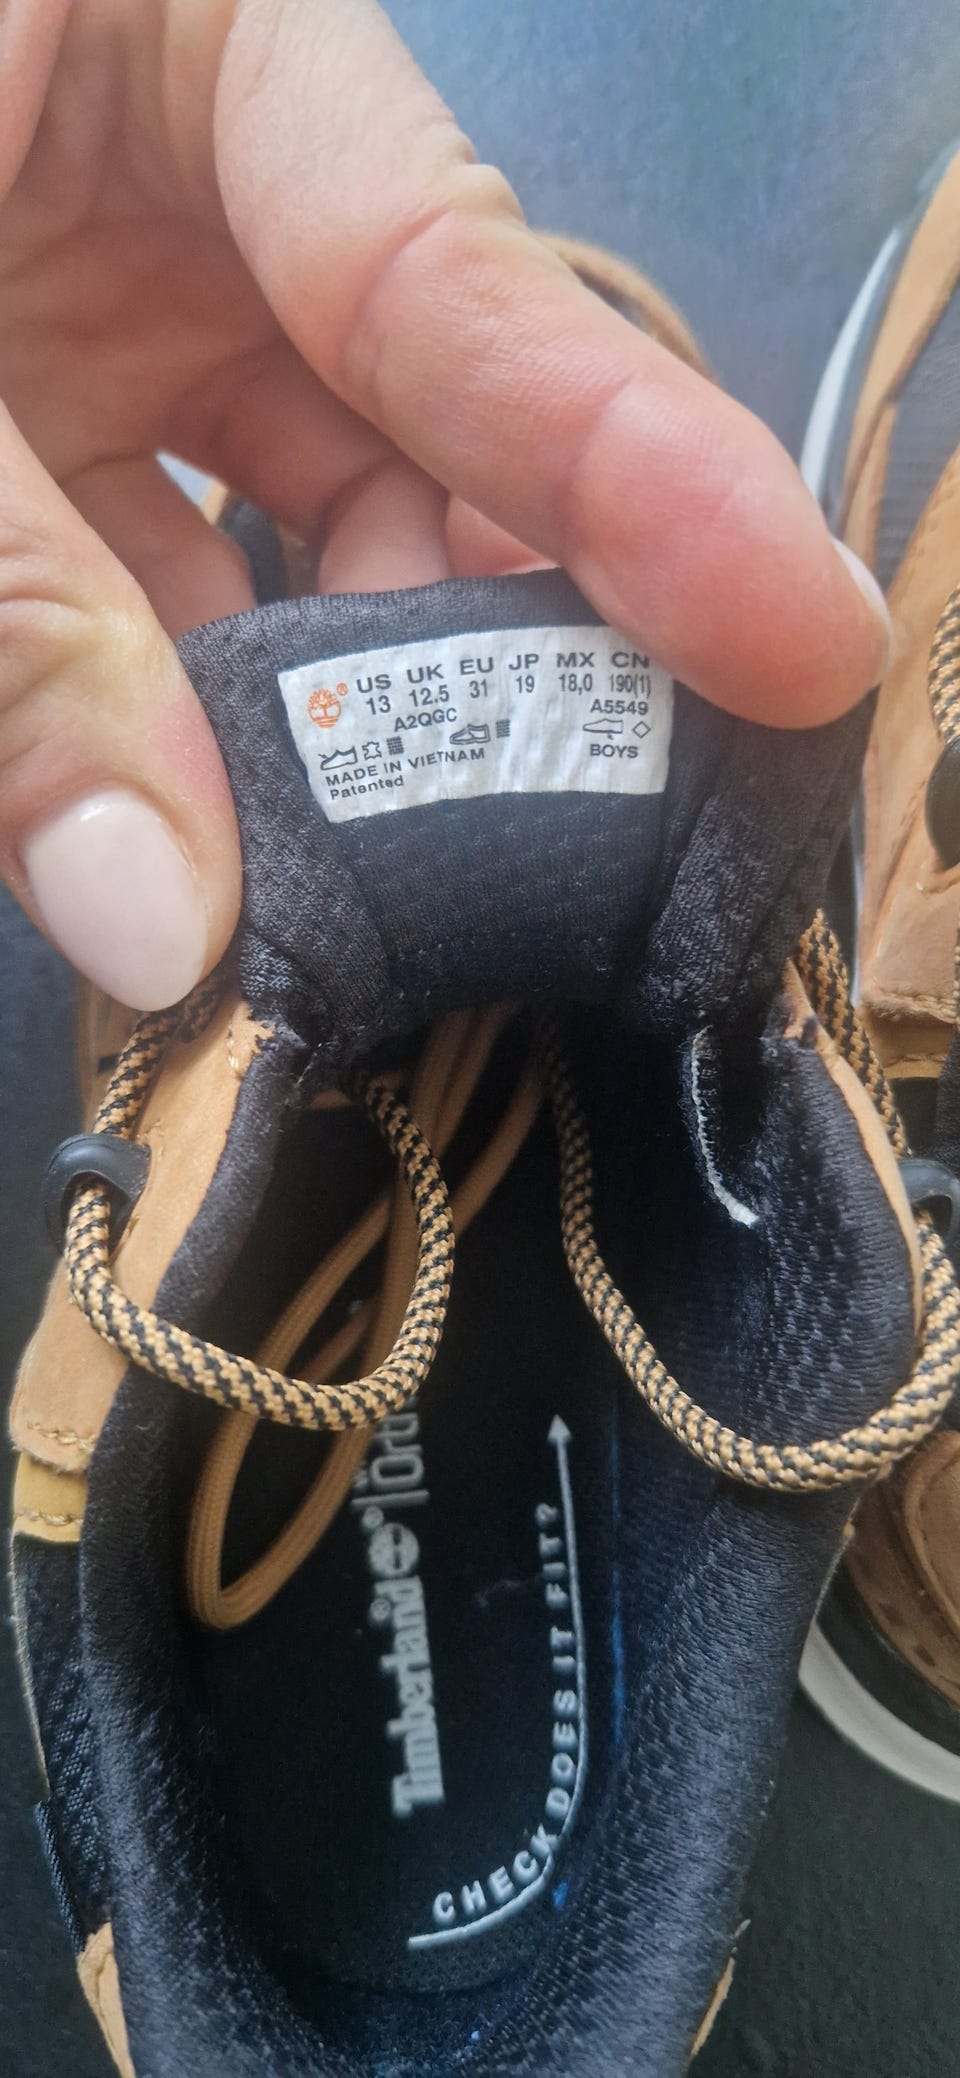 US UK EU JP MX CN
13 12.5 31 19 18,0 190(1)
A2QGC A5549
MADE IN VIETNAM BOYS
Patented
Timberland®
CHECK DOES IT FIT?